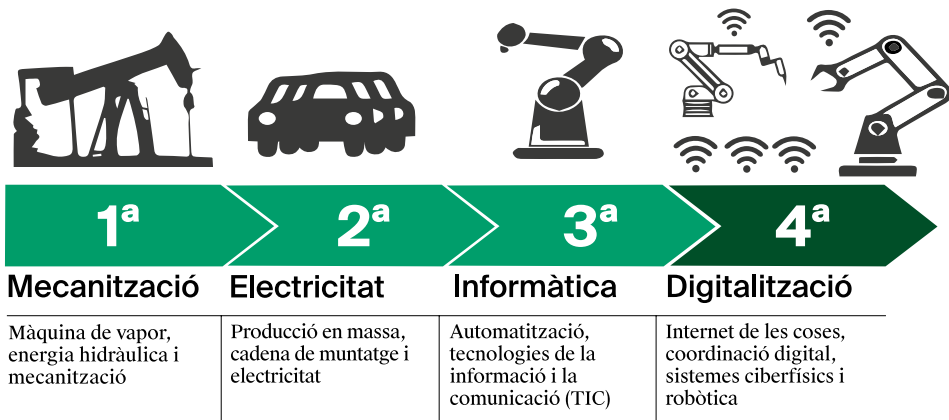 1ª
2ª
3ª
4ª
Mecanització
Electricitat
Informàtica
Digitalització
Màquina de vapor,
energia hidràulica i
mecanització
Producció en massa,
cadena de muntatge i
electricitat
Automatització,
tecnologies de la
informació i la
comunicació (TIC)
Internet de les coses,
coordinació digital,
sistemes ciberfísics i
robòtica